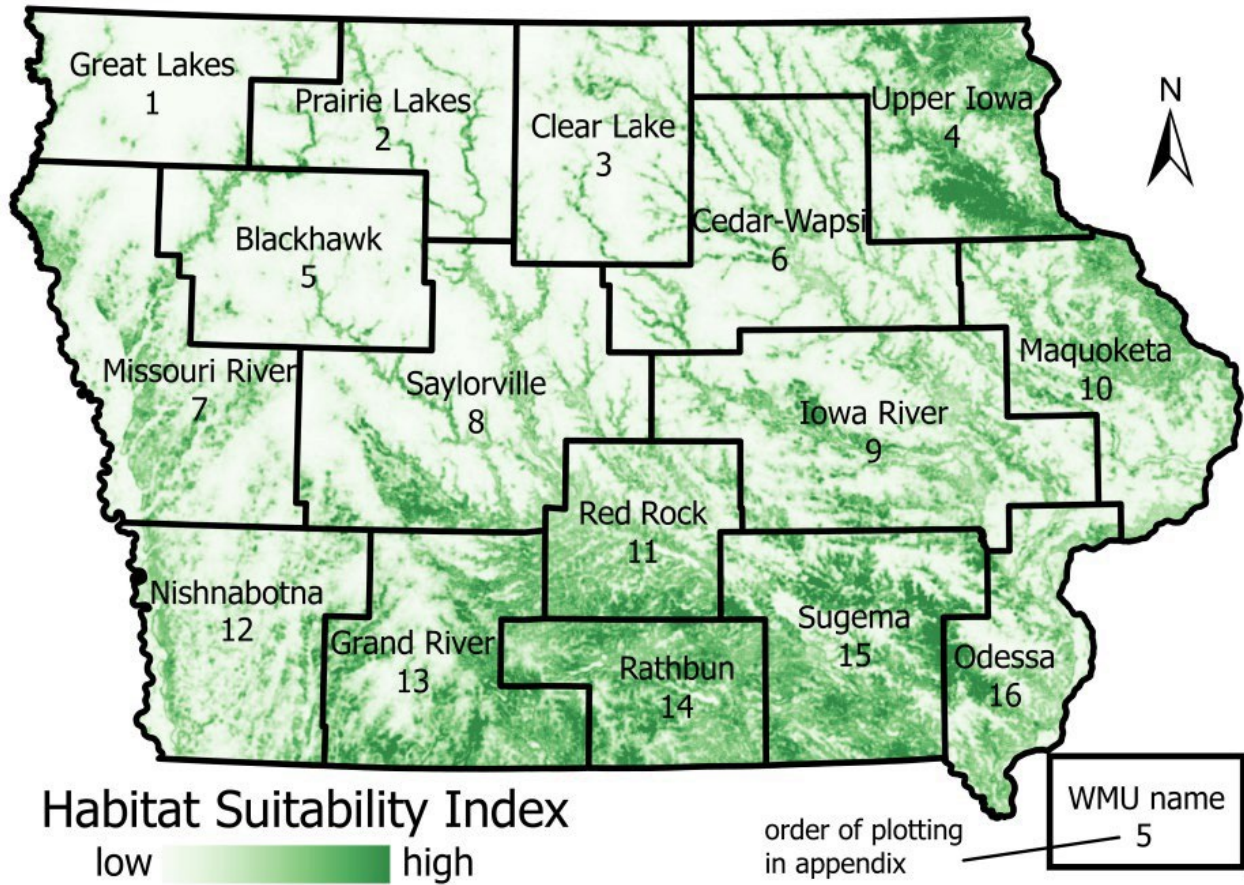 Great Lakes
1
Prairie Lakes
2
Clear Lake
3
Upper Iowa
4
N
Blackhawk
5
Cedar-Wapsi
6
Missouri River
7
Saylorville
8
Iowa River
9
Maquoketa
10
Red Rock
11
Nishnabotna
12
Grand River
13
Rathbun
14
Sugema
15
Odessa
16
Habitat Suitability Index
low high
order of plotting
in appendix
WMU name
5